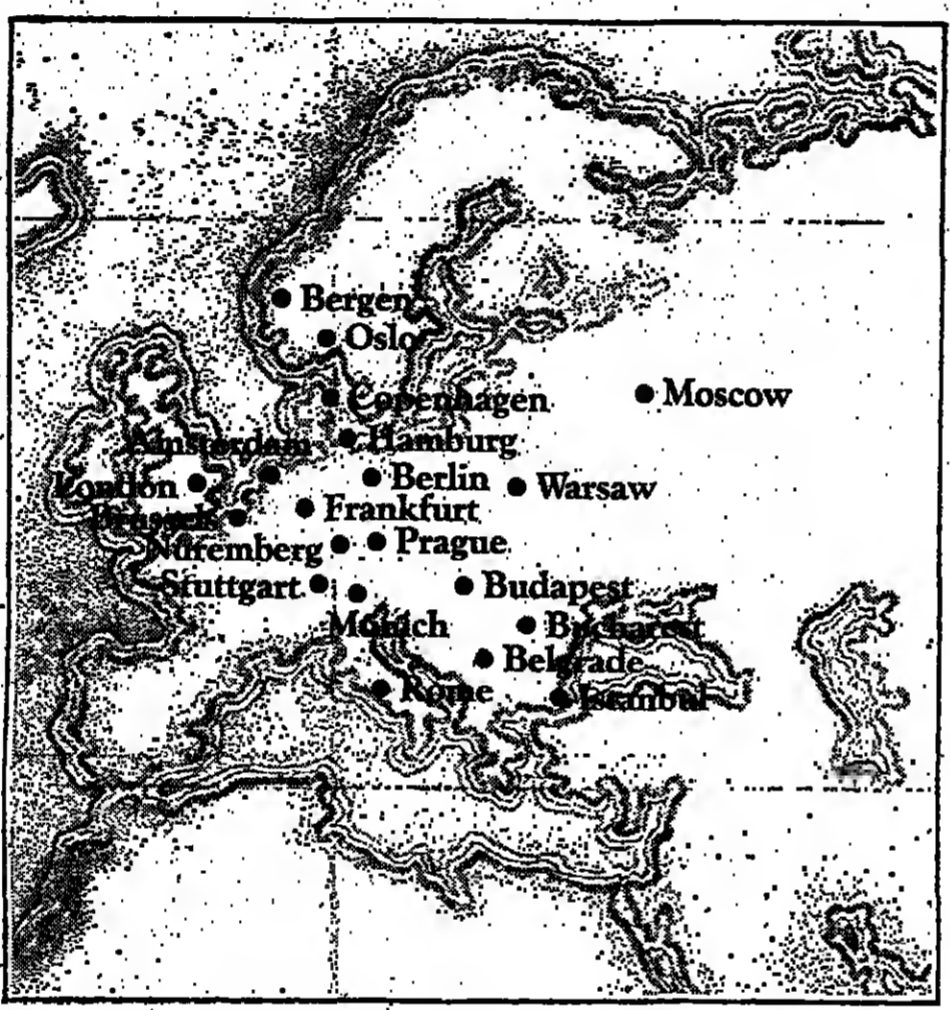 Bergen
Oslo
Copenhagen
Moscow
Amsterdam
Hamburg
Berlin
London
Warsaw
Brussels
Frankfurt
Nuremberg
Prague
Stuttgart
Budapest
Munich
Bucharest
Belgrade
Rome
Istanbul